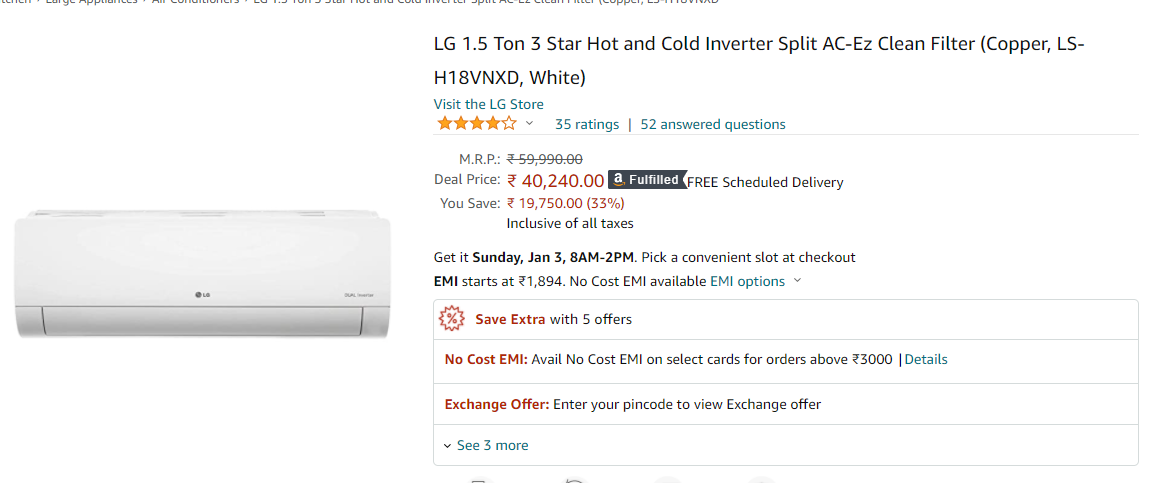 Large Appliances › Air Conditioners › LG 1.5 Ton 3 Star Hot and Cold Inverter Split AC-Ez Clean Filter (Copper, LS-H18VNXD
LG 1.5 Ton 3 Star Hot and Cold Inverter Split AC-Ez Clean Filter (Copper, LS-
H18VNXD, White)
Visit the LG Store
35 ratings | 52 answered questions
M.R.P.: ₹ 59,990.00
Deal Price: ₹ 40,240.00 a Fulfilled FREE Scheduled Delivery
You Save: ₹ 19,750.00 (33%)
Inclusive of all taxes
Get it Sunday, Jan 3, 8AM-2PM. Pick a convenient slot at checkout
EMI starts at ₹1,894. No Cost EMI available EMI options
Save Extra with 5 offers
No Cost EMI: Avail No Cost EMI on select cards for orders above ₹3000 | Details
Exchange Offer: Enter your pincode to view Exchange offer
See 3 more
LG
DUAL Inverter